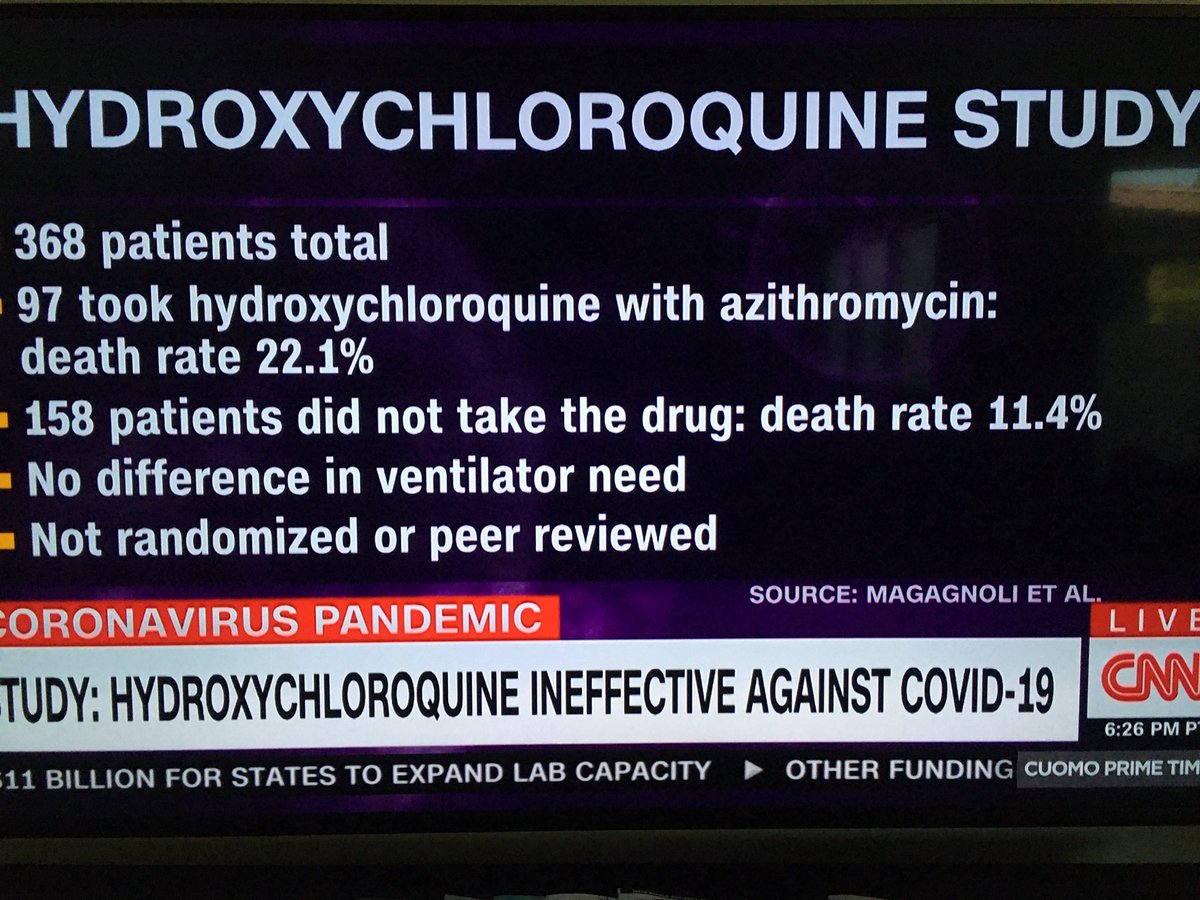 HYDROXYCHLOROQUINE STUDY
368 patients total
97 took hydroxychloroquine with azithromycin:
death rate 22.1%
158 patients did not take the drug: death rate 11.4%
No difference in ventilator need
Not randomized or peer reviewed
SOURCE: MAGAGNOLI ET AL.
CORONAVIRUS PANDEMIC
LIVE
STUDY: HYDROXYCHLOROQUINE INEFFECTIVE AGAINST COVID-19
CNN
6:26 PM PT
$11 BILLION FOR STATES TO EXPAND LAB CAPACITY ▶ OTHER FUNDING
CUOMO PRIME TIM